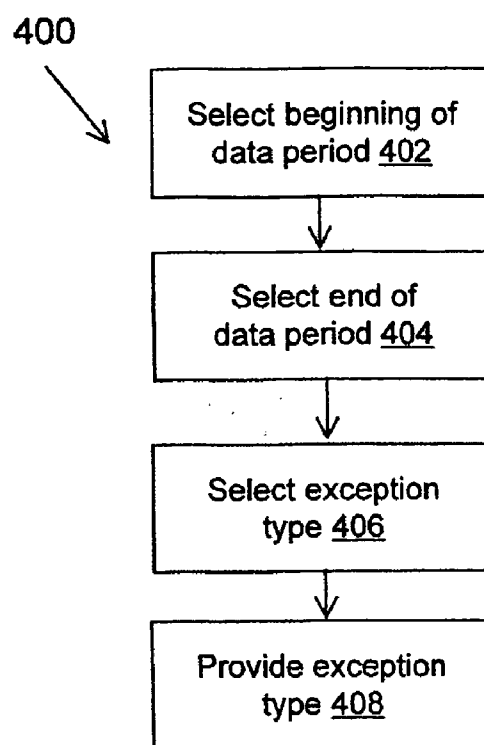 400
Select beginning of
data period 402
Select end of
data period 404
Select exception
type 406
Provide exception
type 408